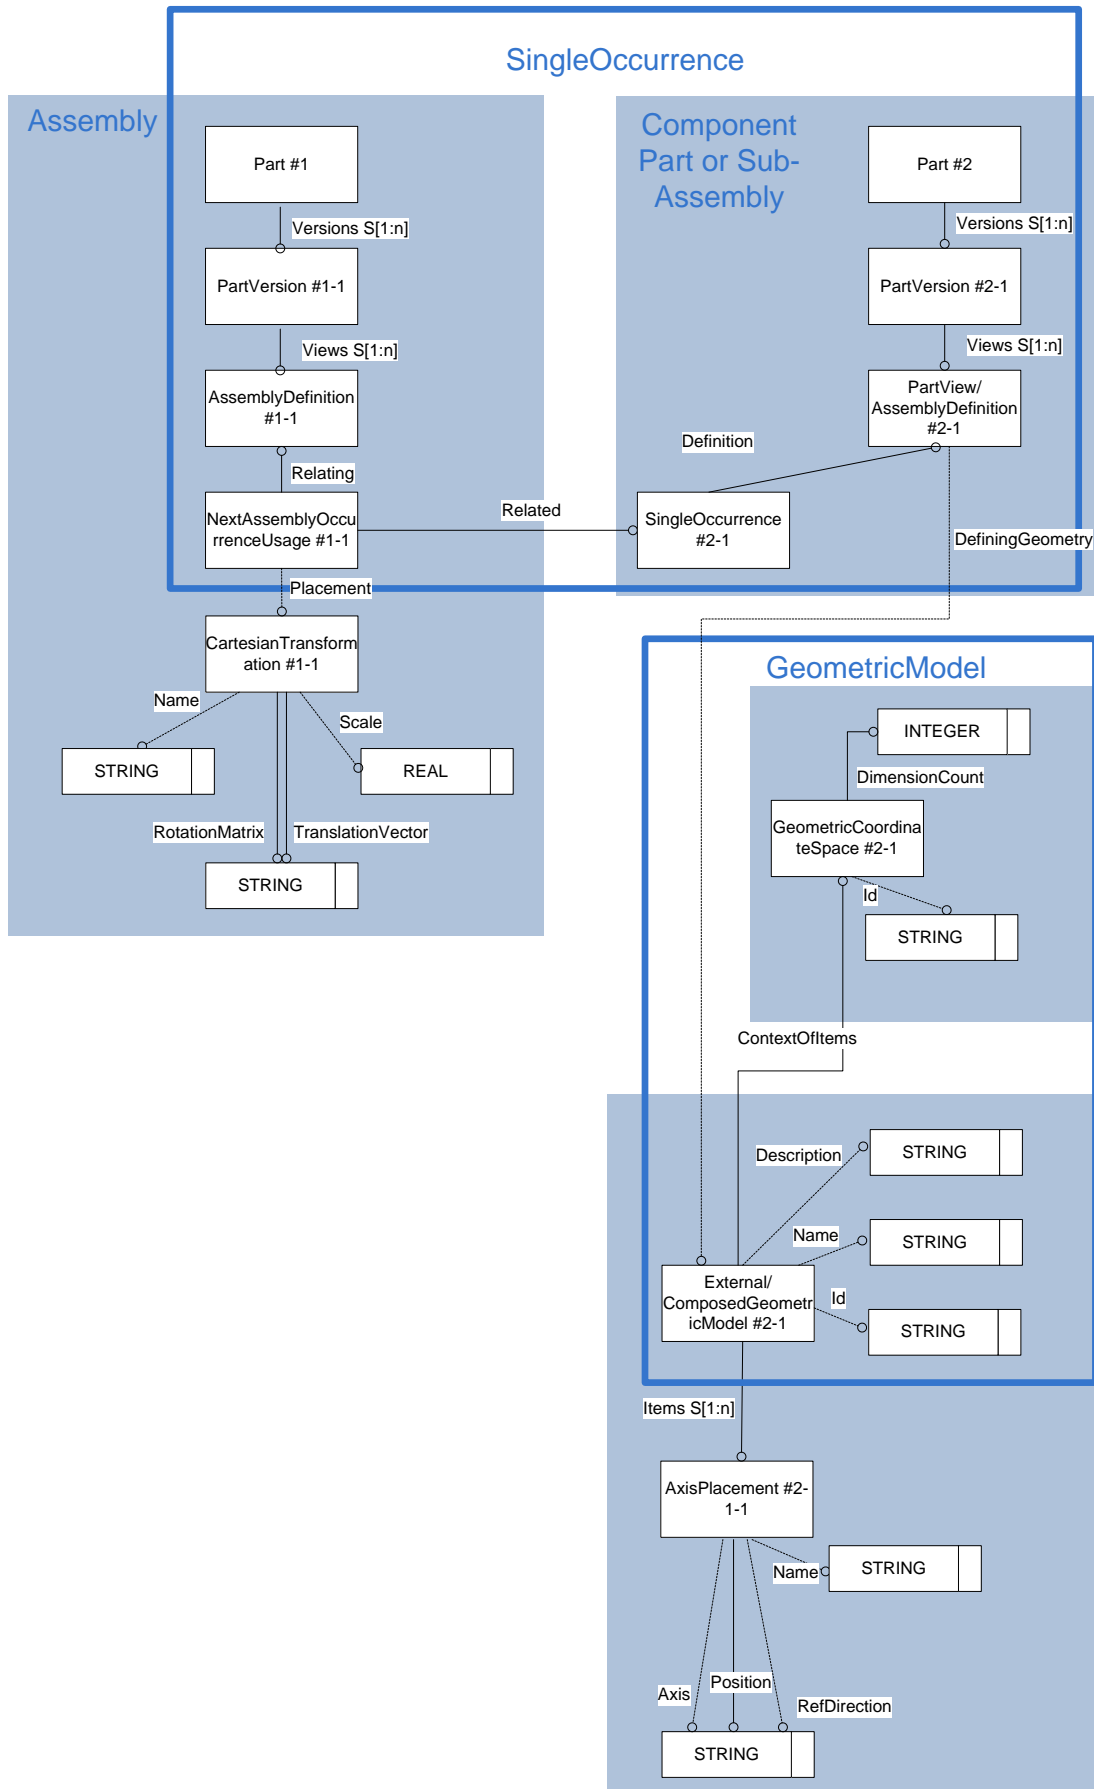 SingleOccurrence
Assembly
Component
Part or Sub-
Assembly
Part #1
Part #2
Versions S[1:n]
Versions S[1:n]
PartVersion #1-1
PartVersion #2-1
Views S[1:n]
Views S[1:n]
AssemblyDefinition
#1-1
PartView/
AssemblyDefinition
#2-1
Definition
Relating
NextAssemblyOccu
rrenceUsage #1-1
Related
SingleOccurrence
#2-1
DefiningGeometry
Placement
CartesianTransform
ation #1-1
GeometricModel
Name
Scale
STRING
REAL
INTEGER
DimensionCount
RotationMatrix
TranslationVector
GeometricCoordina
teSpace #2-1
STRING
Id
STRING
ContextOfItems
Description
STRING
Name
STRING
External/
ComposedGeometr
icModel #2-1
Id
STRING
Items S[1:n]
AxisPlacement #2-
1-1
Name
STRING
Axis
Position
RefDirection
STRING